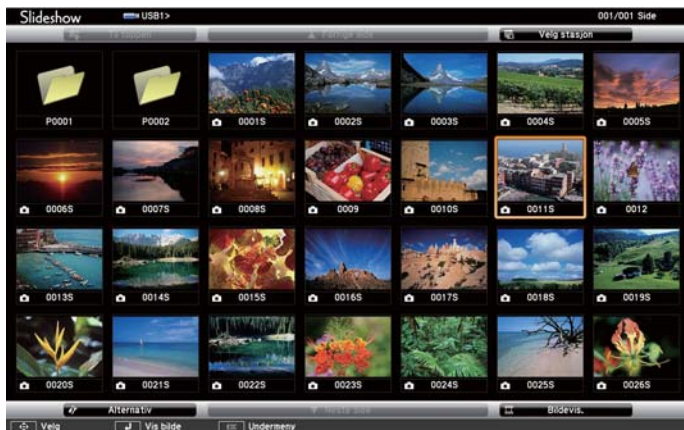 Slideshow USB1> 001/001 Side
Til toppen ▲ Forrige side Velg stasjon
P0001 P0002 0001S 0002S 0003S 0004S 0005S
0006S 0007S 0008S 0009 0010S 0011S 0012
0013S 0014S 0015S 0016S 0017S 0018S 0019S
0020S 0021S 0022S 0023S 0024S 0025S 0026S
Alternativ ▼ Neste side Bildevis.
Velg Vis bilde ESC Undermeny